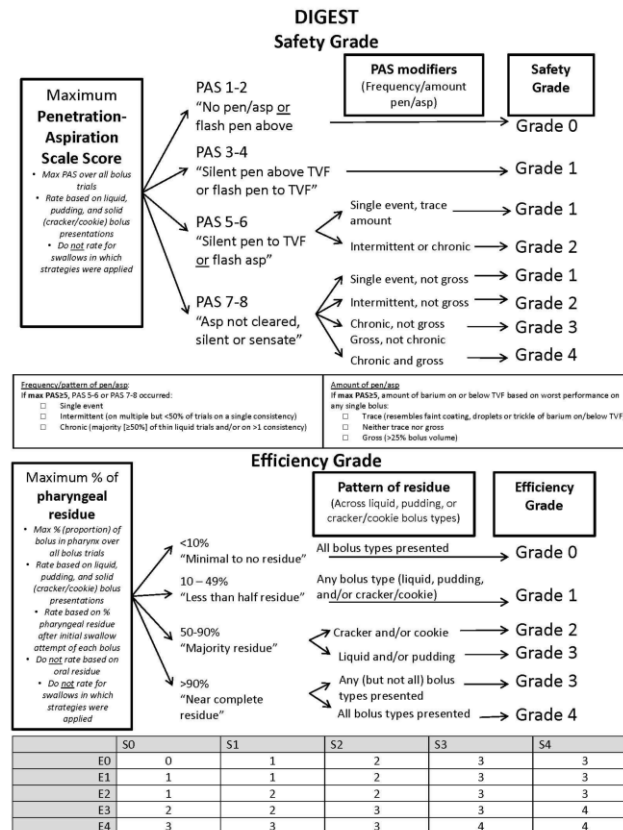 DIGEST
Safety Grade
Maximum
Penetration-
Aspiration
Scale Score
• Max PAS over all bolus
trials
• Rate based on liquid,
pudding, and solid
(cracker/cookie) bolus
presentations
• Do not rate for
swallows in which
strategies were applied
PAS 1-2
"No pen/asp or
flash pen above
PAS 3-4
"Silent pen above TVF
or flash pen to TVF"
PAS 5-6
"Silent pen to TVF
or flash asp"
PAS 7-8
"Asp not cleared,
silent or sensate"
PAS modifiers
(Frequency/amount
pen/asp)
Single event, trace
amount
Intermittent or chronic
Single event, not gross
Intermittent, not gross
Chronic, not gross
Gross, not chronic
Chronic and gross
Safety
Grade
Grade 0
Grade 1
Grade 1
Grade 2
Grade 1
Grade 2
Grade 3
Grade 4
Frequency/pattern of pen/asp:
If max PAS≥5, PAS 5-6 or PAS 7-8 occurred:
□ Single event
□ Intermittent (on multiple but <50% of trials on a single consistency)
□ Chronic (majority [≥50%] of thin liquid trials and/or on >1 consistency)
Amount of pen/asp
If max PAS≥5, amount of barium on or below TVF based on worst performance on
any single bolus:
□ Trace (resembles faint coating, droplets or trickle of barium on/below TVF
□ Neither trace nor gross
□ Gross (>25% bolus volume)
Efficiency Grade
Maximum % of
pharyngeal
residue
• Max % (proportion) of
bolus in pharynx over
all bolus trials
• Rate based on liquid,
pudding, and solid
(cracker/cookie) bolus
presentations
• Rate based on %
pharyngeal residue
after initial swallow
attempt of each bolus
• Do not rate based on
oral residue
• Do not rate for
swallows in which
strategies were
applied
<10%
"Minimal to no residue"
10 – 49%
"Less than half residue"
50-90%
"Majority residue"
>90%
"Near complete
residue"
Pattern of residue
(Across liquid, pudding, or
cracker/cookie bolus types)
All bolus types presented
Any bolus type (liquid, pudding,
and/or cracker/cookie)
Cracker and/or cookie
Liquid and/or pudding
Any (but not all) bolus
types presented
All bolus types presented
Efficiency
Grade
Grade 0
Grade 1
Grade 2
Grade 3
Grade 3
Grade 4
S0 S1 S2 S3 S4
E0 0 1 2 3 3
E1 1 1 2 3 3
E2 1 2 2 3 3
E3 2 2 3 3 4
E4 3 3 3 4 4